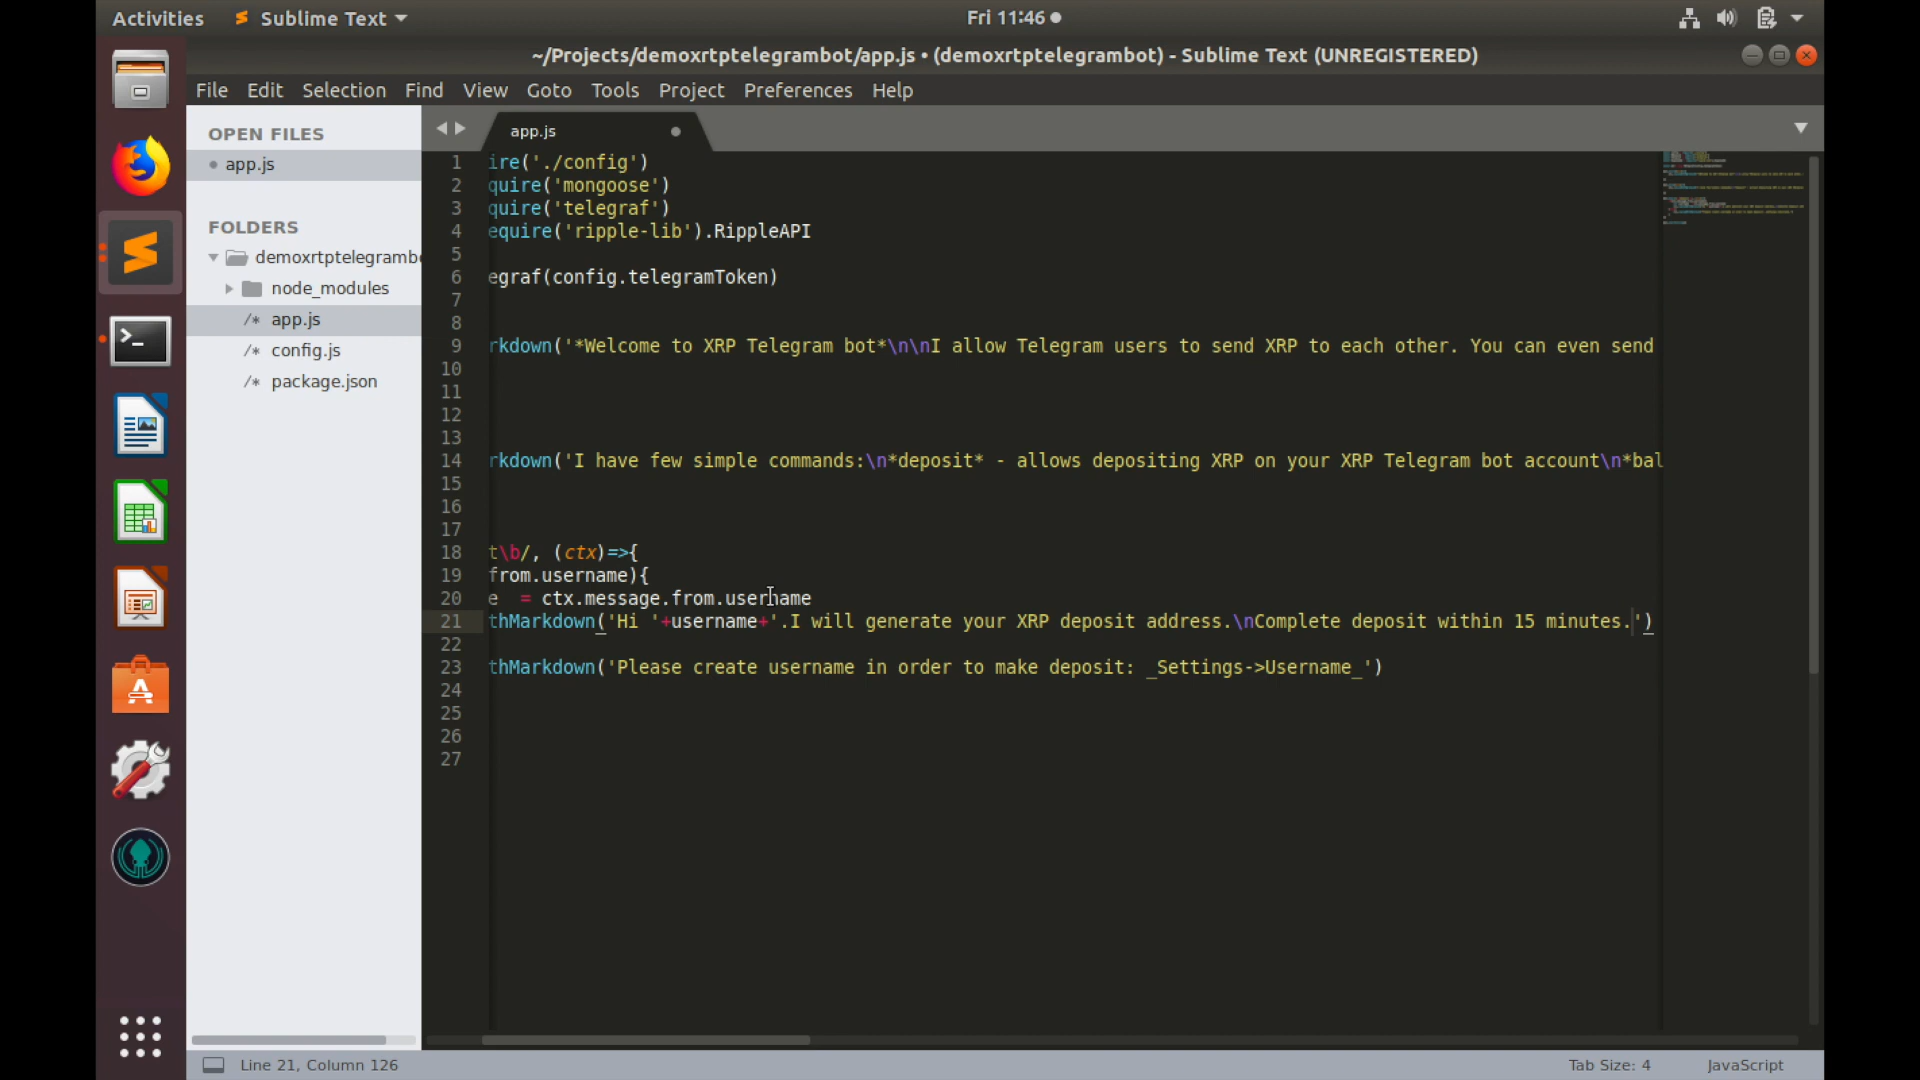 Activities Sublime Text Fri 11:46
~/Projects/demoxrtptelegrambot/app.js • (demoxrtptelegrambot) - Sublime Text (UNREGISTERED)
File Edit Selection Find View Goto Tools Project Preferences Help
OPEN FILES
app.js
FOLDERS
demoxrtptelegrambo
node_modules
/* app.js
/* config.js
/* package.json
app.js
1 ire('./config')
2 quire('mongoose')
3 quire('telegraf')
4 equire('ripple-lib').RippleAPI
5
6 egraf(config.telegramToken)
7
8
9 rkdown('*Welcome to XRP Telegram bot*\n\nI allow Telegram users to send XRP to each other. You can even send
10
11
12
13
14 rkdown('I have few simple commands:\n*deposit* - allows depositing XRP on your XRP Telegram bot account\n*bal
15
16
17
18 t\b/, (ctx)=>{
19 from.username){
20 e = ctx.message.from.username
21 thMarkdown('Hi '+username+'.I will generate your XRP deposit address.\nComplete deposit within 15 minutes.')
22
23 thMarkdown('Please create username in order to make deposit: _Settings->Username_')
24
25
26
27
Line 21, Column 126 Tab Size: 4 JavaScript